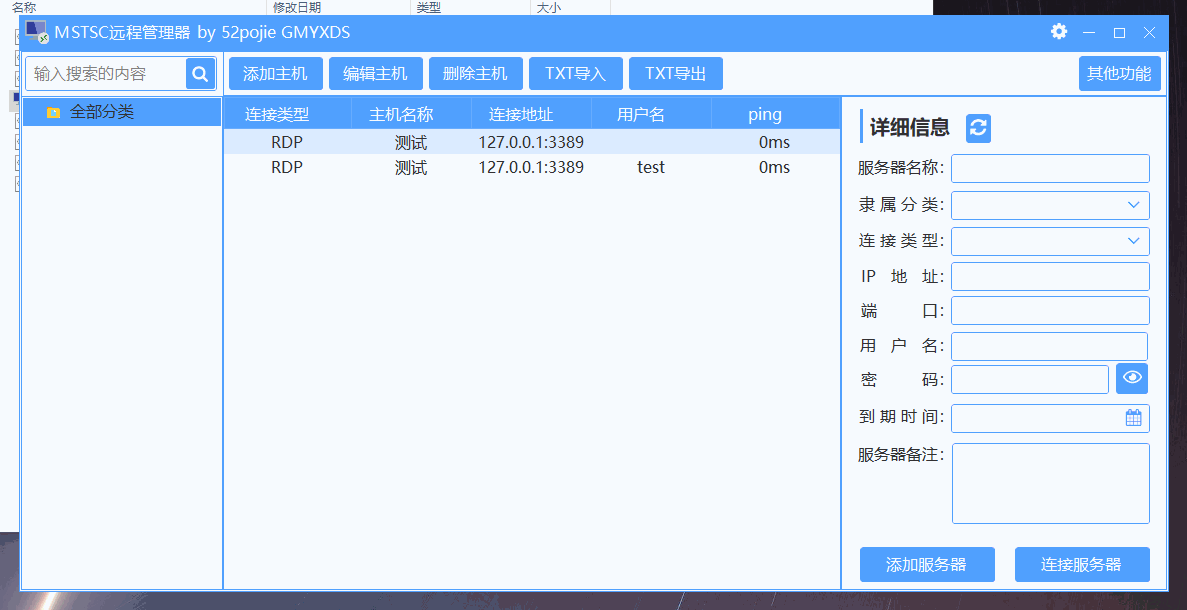 名称 修改日期 类型 大小
MSTSC远程管理器 by 52pojie GMYXDS
输入搜索的内容 添加主机 编辑主机 删除主机 TXT导入 TXT导出 其他功能
全部分类
连接类型 主机名称 连接地址 用户名 ping
RDP 测试 127.0.0.1:3389 0ms
RDP 测试 127.0.0.1:3389 test 0ms
详细信息
服务器名称:
隶属分类:
连接类型:
IP 地 址:
端 口:
用 户 名:
密 码:
到期时间:
服务器备注:
添加服务器 连接服务器